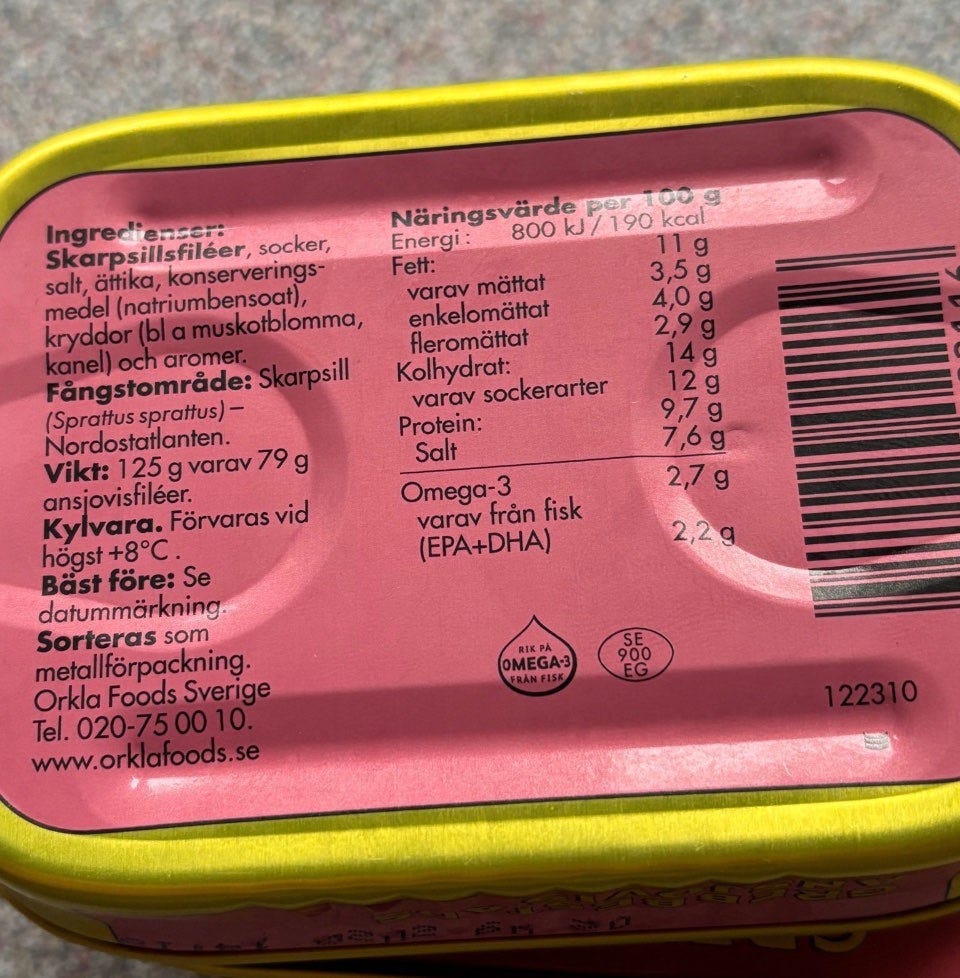 Ingredienser:
Skarpsillsfiléer, socker,
salt, ättika, konserverings-
medel (natriumbensoat),
kryddor (bl a muskotblomma,
kanel) och aromer.
Fångstområde: Skarpsill
(Sprattus sprattus) –
Nordostatlanten.
Vikt: 125 g varav 79 g
ansjovisfiléer.
Kylvara. Förvaras vid
högst +8°C.
Bäst före: Se
datummärkning.
Sorteras som
metallförpackning.
Orkla Foods Sverige
Tel. 020-75 00 10.
www.orklafoods.se
Näringsvärde per 100 g
Energi: 800 kJ / 190 kcal
Fett: 11 g
varav mättat 3,5 g
enkelomättat 4,0 g
fleromättat 2,9 g
Kolhydrat: 14 g
varav sockerarter 12 g
Protein: 9,7 g
Salt 7,6 g
Omega-3 2,7 g
varav från fisk
(EPA+DHA) 2,2 g
RIK PÅ
OMEGA-3
FRÅN FISK
SE
900
EG
122310